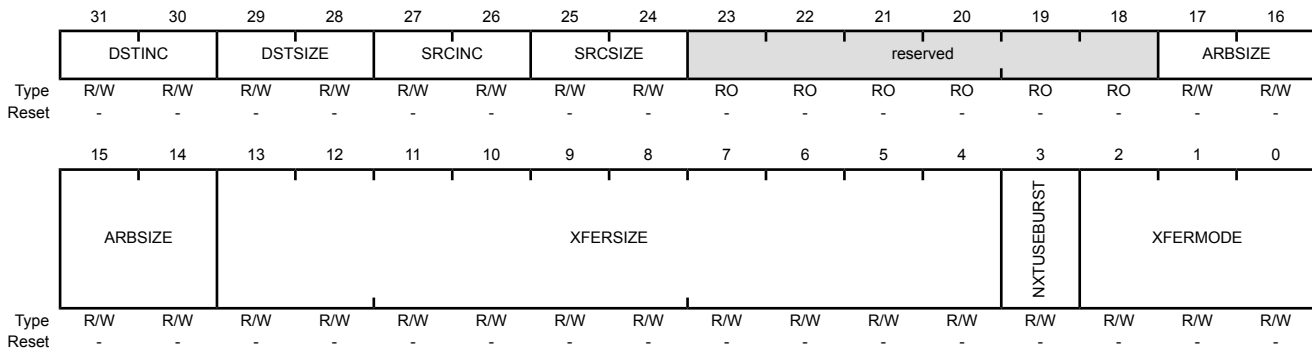 31 30 29 28 27 26 25 24 23 22 21 20 19 18 17 16
DSTINC DSTSIZE SRCINC SRCSIZE reserved ARBSIZE
Type R/W R/W R/W R/W R/W R/W R/W R/W RO RO RO RO RO RO R/W R/W
Reset - - - - - - - - - - - - - - - -
15 14 13 12 11 10 9 8 7 6 5 4 3 2 1 0
ARBSIZE XFERSIZE NXTUSEBURST XFERMODE
Type R/W R/W R/W R/W R/W R/W R/W R/W R/W R/W R/W R/W R/W R/W R/W R/W
Reset - - - - - - - - - - - - - - - -